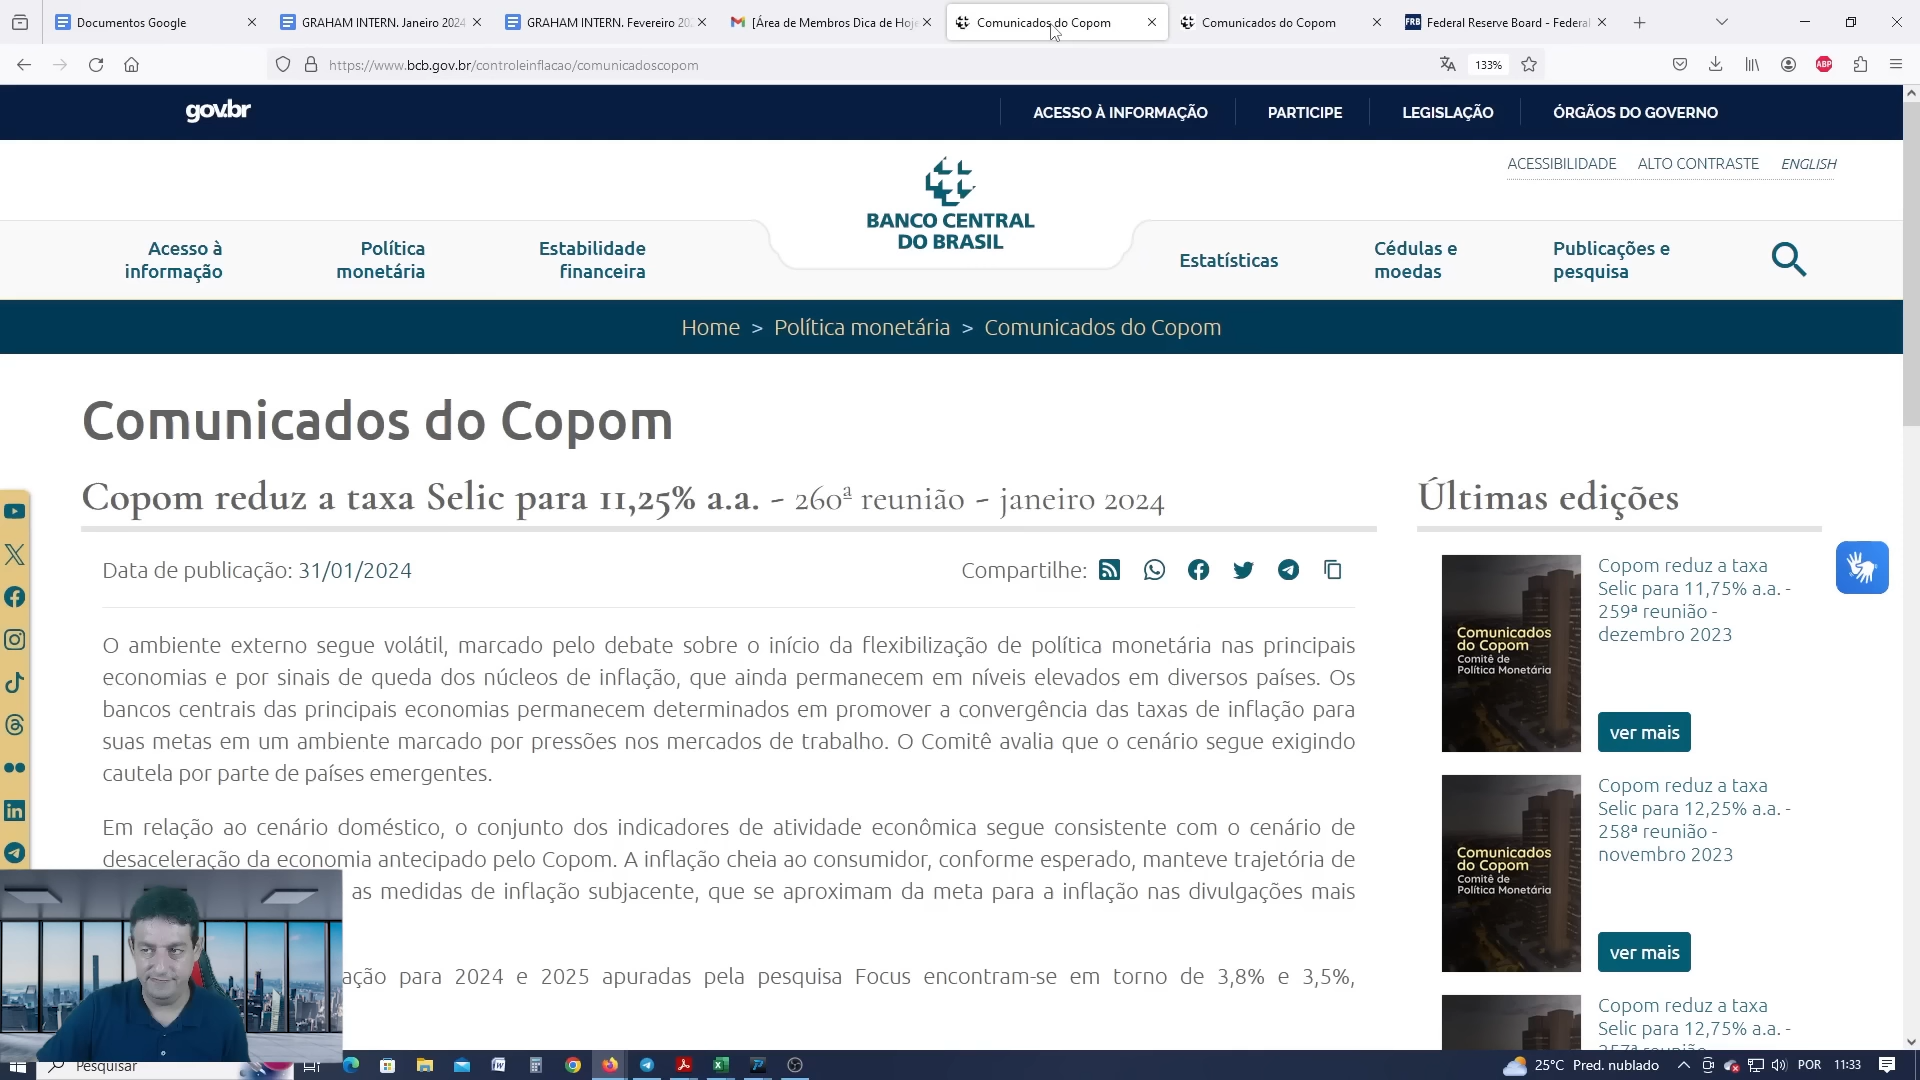 Documentos Google
GRAHAM INTERN. Janeiro 2024
GRAHAM INTERN. Fevereiro 20
[Área de Membros Dica de Hoje
Comunicados do Copom
Comunicados do Copom
FRB
Federal Reserve Board - Federal
https://www.bcb.gov.br/controleinflacao/comunicadoscopom
133%
ABP
gov.br
ACESSO À INFORMAÇÃO
PARTICIPE
LEGISLAÇÃO
ÓRGÃOS DO GOVERNO
ACESSIBILIDADE
ALTO CONTRASTE
ENGLISH
BANCO CENTRAL
DO BRASIL
Acesso à
informação
Política
monetária
Estabilidade
financeira
Estatísticas
Cédulas e
moedas
Publicações e
pesquisa
Home > Política monetária > Comunicados do Copom
Comunicados do Copom
Copom reduz a taxa Selic para 11,25% a.a. - 260ª reunião - janeiro 2024
Data de publicação: 31/01/2024
Compartilhe:
O ambiente externo segue volátil, marcado pelo debate sobre o início da flexibilização de política monetária nas principais
economias e por sinais de queda dos núcleos de inflação, que ainda permanecem em níveis elevados em diversos países. Os
bancos centrais das principais economias permanecem determinados em promover a convergência das taxas de inflação para
suas metas em um ambiente marcado por pressões nos mercados de trabalho. O Comitê avalia que o cenário segue exigindo
cautela por parte de países emergentes.
Em relação ao cenário doméstico, o conjunto dos indicadores de atividade econômica segue consistente com o cenário de
desaceleração da economia antecipado pelo Copom. A inflação cheia ao consumidor, conforme esperado, manteve trajetória de
as medidas de inflação subjacente, que se aproximam da meta para a inflação nas divulgações mais
ação para 2024 e 2025 apuradas pela pesquisa Focus encontram-se em torno de 3,8% e 3,5%,
Últimas edições
Comunicados
do Copom
Comitê de
Política Monetária
Copom reduz a taxa
Selic para 11,75% a.a. -
259ª reunião -
dezembro 2023
ver mais
Comunicados
do Copom
Comitê de
Política Monetária
Copom reduz a taxa
Selic para 12,25% a.a. -
258ª reunião -
novembro 2023
ver mais
Copom reduz a taxa
Selic para 12,75% a.a. -
257ª reunião
Pesquisar
25°C Pred. nublado
POR
11:33